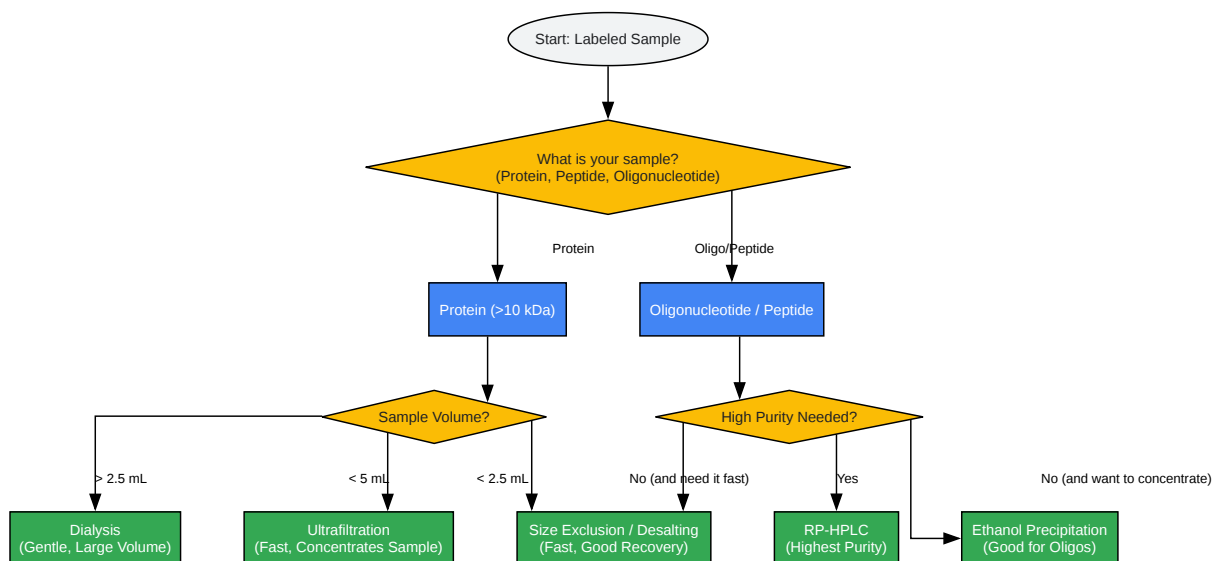 Start: Labeled Sample
What is your sample?
(Protein, Peptide, Oligonucleotide)
Protein
Oligo/Peptide
Protein (>10 kDa)
Oligonucleotide / Peptide
Sample Volume?
High Purity Needed?
> 2.5 mL
< 5 mL
< 2.5 mL
No (and need it fast)
Yes
No (and want to concentrate)
Dialysis
(Gentle, Large Volume)
Ultrafiltration
(Fast, Concentrates Sample)
Size Exclusion / Desalting
(Fast, Good Recovery)
RP-HPLC
(Highest Purity)
Ethanol Precipitation
(Good for Oligos)